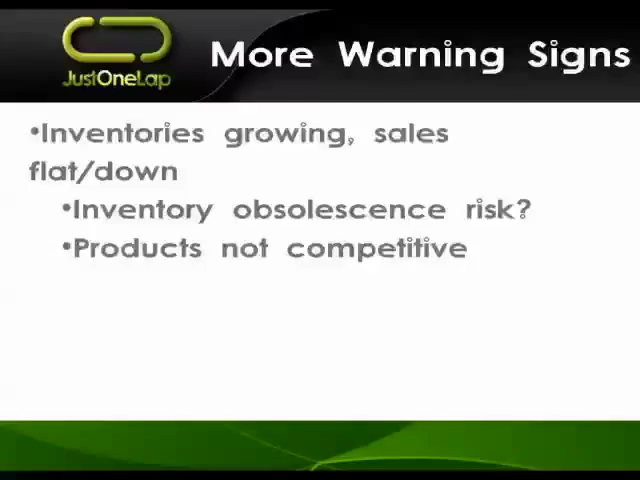 JustOneLap
More Warning Signs
•Inventories growing, sales
flat/down
•Inventory obsolescence risk?
•Products not competitive